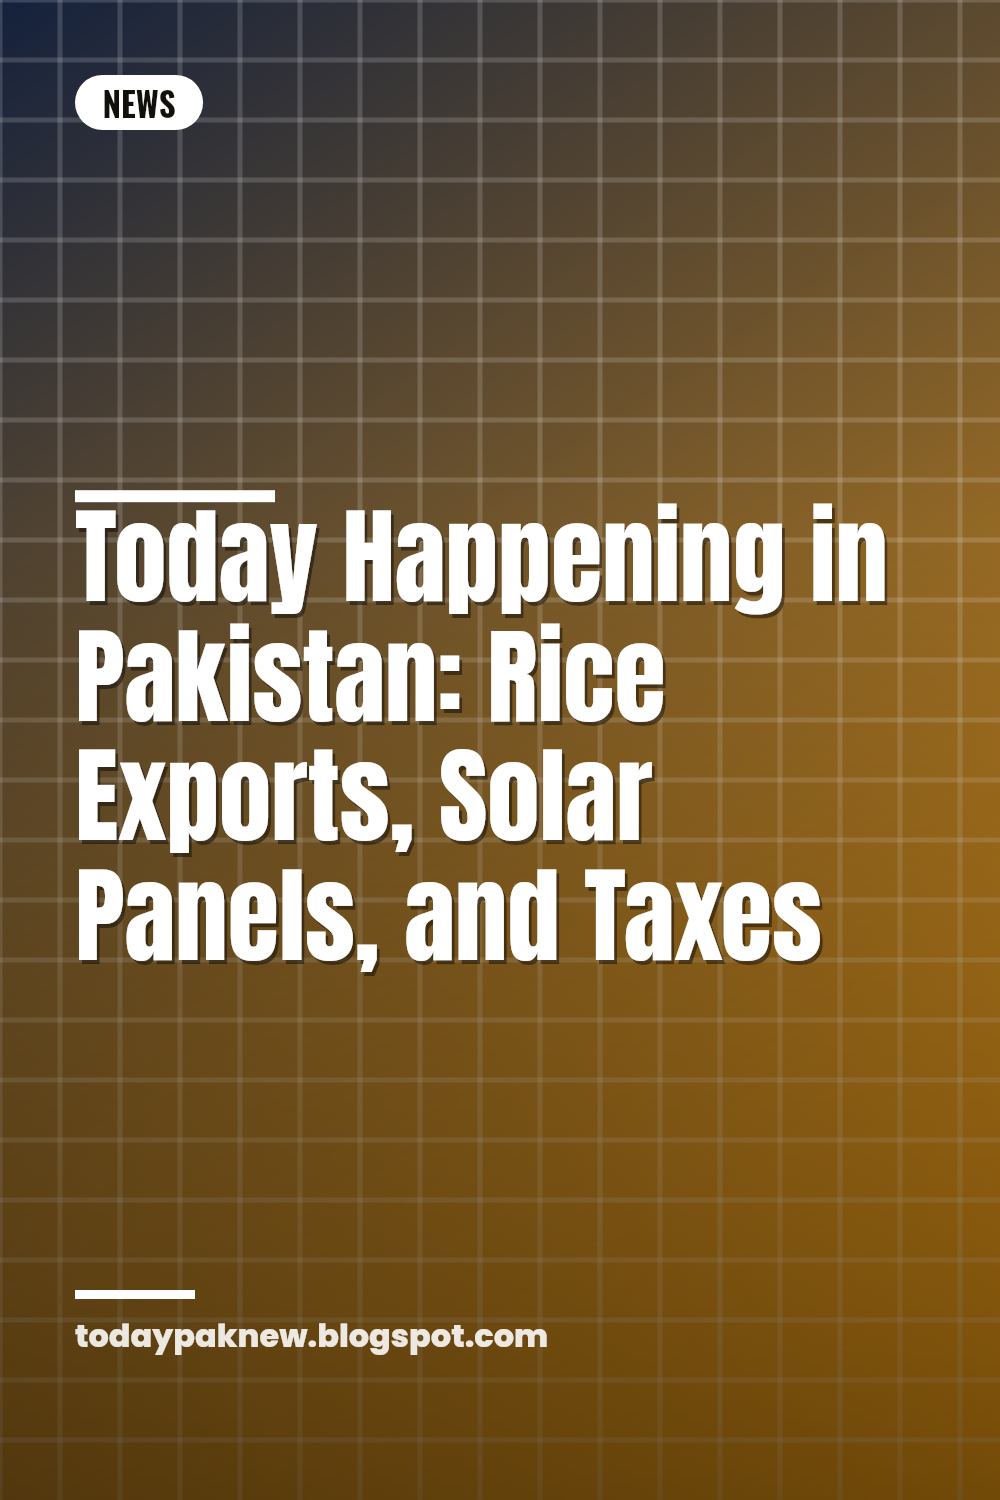 NEWS
Today Happening in
Pakistan: Rice
Exports, Solar
Panels, and Taxes
todaypaknew.blogspot.com